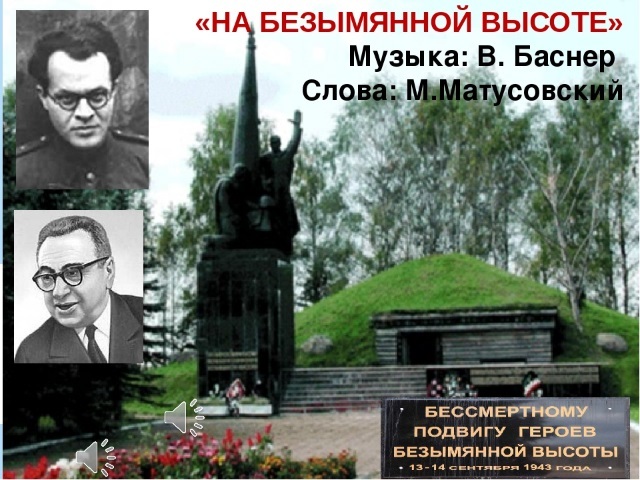 «НА БЕЗЫМЯННОЙ ВЫСОТЕ»
Музыка: В. Баснер
Слова: М.Матусовский
БЕССМЕРТНОМУ
ПОДВИГУ ГЕРОЕВ
БЕЗЫМЯННОЙ ВЫСОТЫ
• 13-14 СЕНТЯБРЯ 1943 ГОДА •